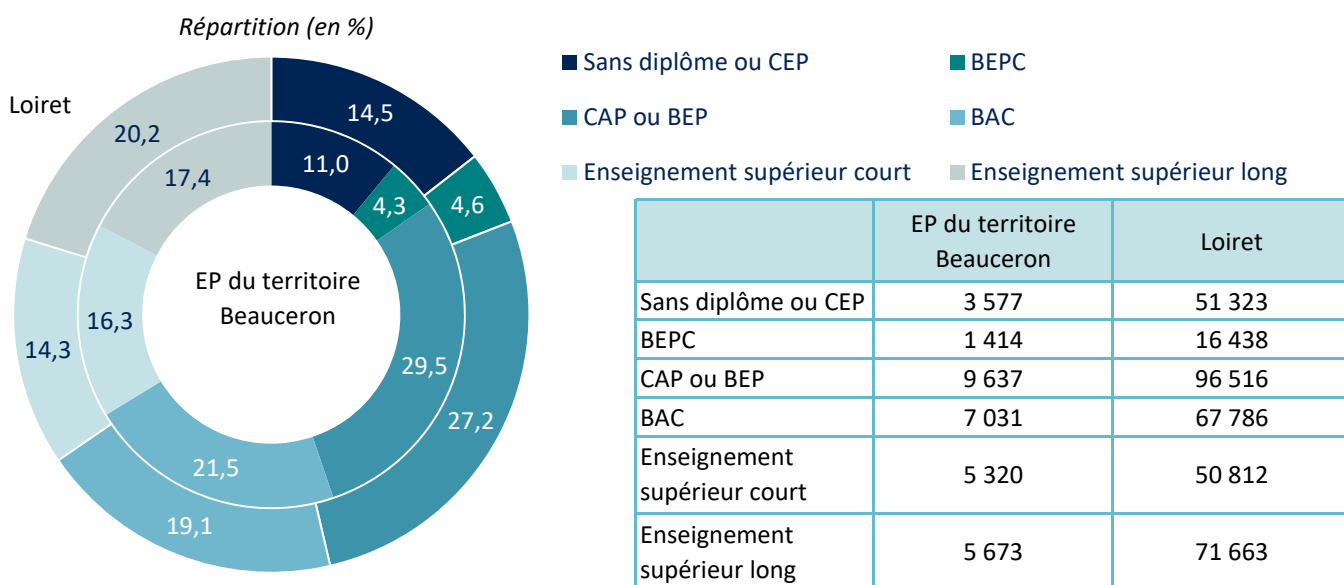 Répartition (en %)
Loiret
14,5
4,6
27,2
19,1
14,3
20,2
11,0
4,3
29,5
21,5
16,3
17,4
EP du territoire
Beauceron
Sans diplôme ou CEP BEPC
CAP ou BEP BAC
Enseignement supérieur court Enseignement supérieur long
EP du territoire
Beauceron
Loiret
Sans diplôme ou CEP 3 577 51 323
BEPC 1 414 16 438
CAP ou BEP 9 637 96 516
BAC 7 031 67 786
Enseignement
supérieur court
5 320 50 812
Enseignement
supérieur long
5 673 71 663